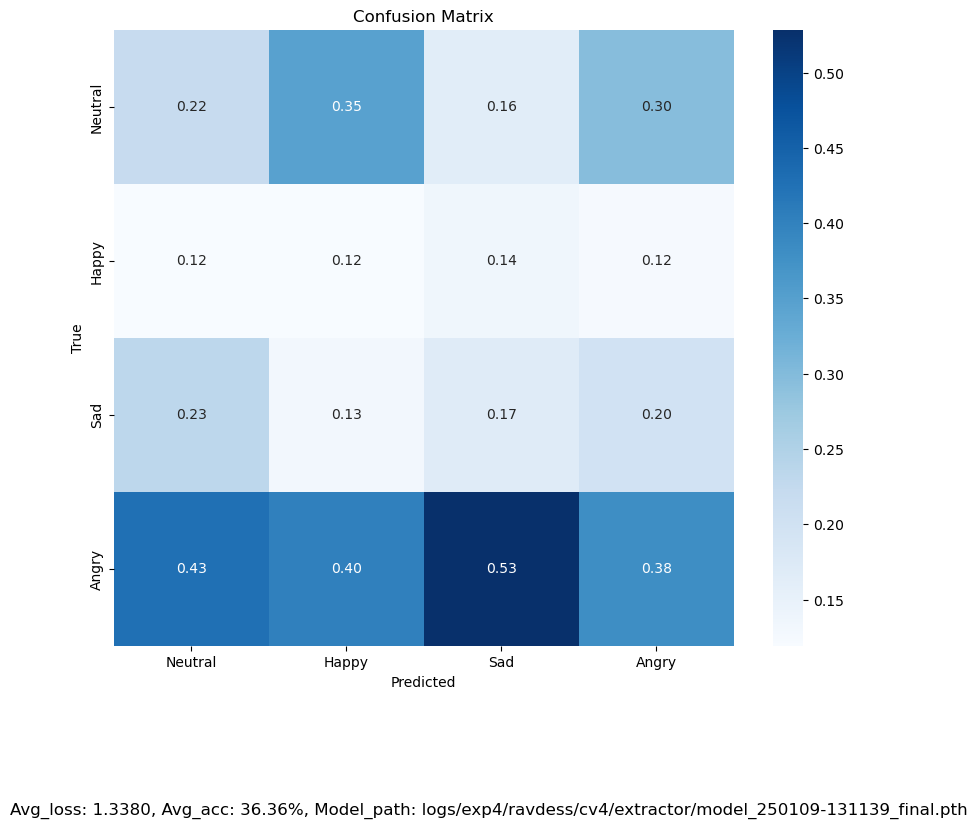 Confusion Matrix
Neutral 0.22 0.35 0.16 0.30
Happy 0.12 0.12 0.14 0.12
Sad 0.23 0.13 0.17 0.20
Angry 0.43 0.40 0.53 0.38
True
Neutral Happy Sad Angry
Predicted
0.50
0.45
0.40
0.35
0.30
0.25
0.20
0.15
Avg_loss: 1.3380, Avg_acc: 36.36%, Model_path: logs/exp4/ravdess/cv4/extractor/model_250109-131139_final.pth